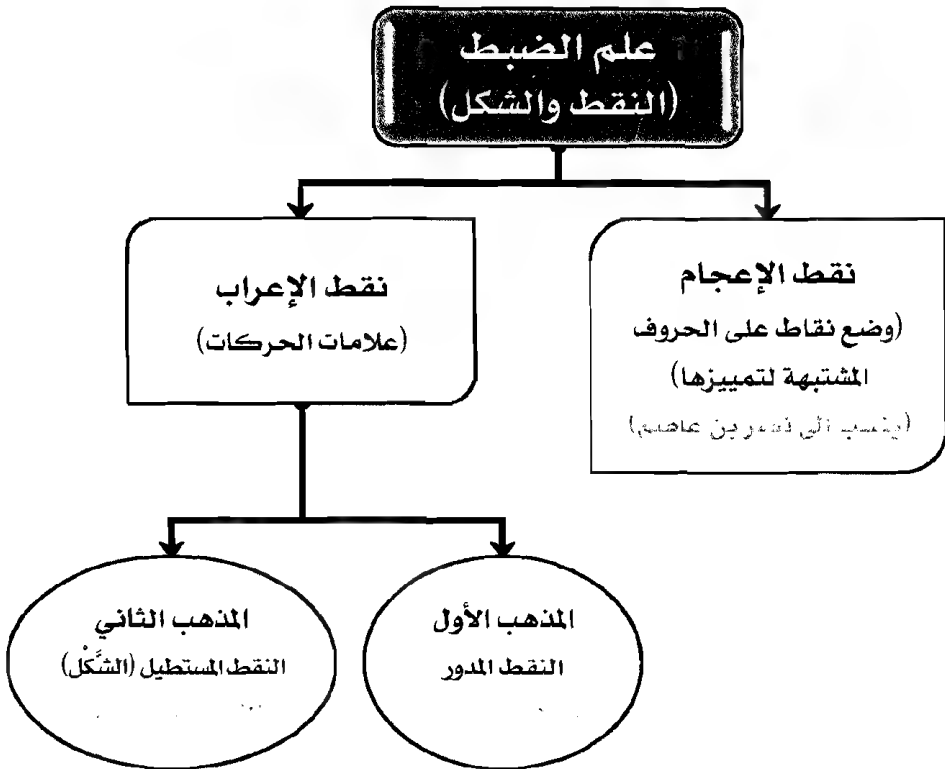 علم الضبط
(النقط والشكل)
نقط الإعجام
(وضع نقاط على الحروف
المشتبهة لتمييزها)
(ينسب الى نصر بن عاصم)
نقط الإعراب
(علامات الحركات)
المذهب الأول
النقط المدور
المذهب الثاني
النقط المستطيل (الشَّكْل)